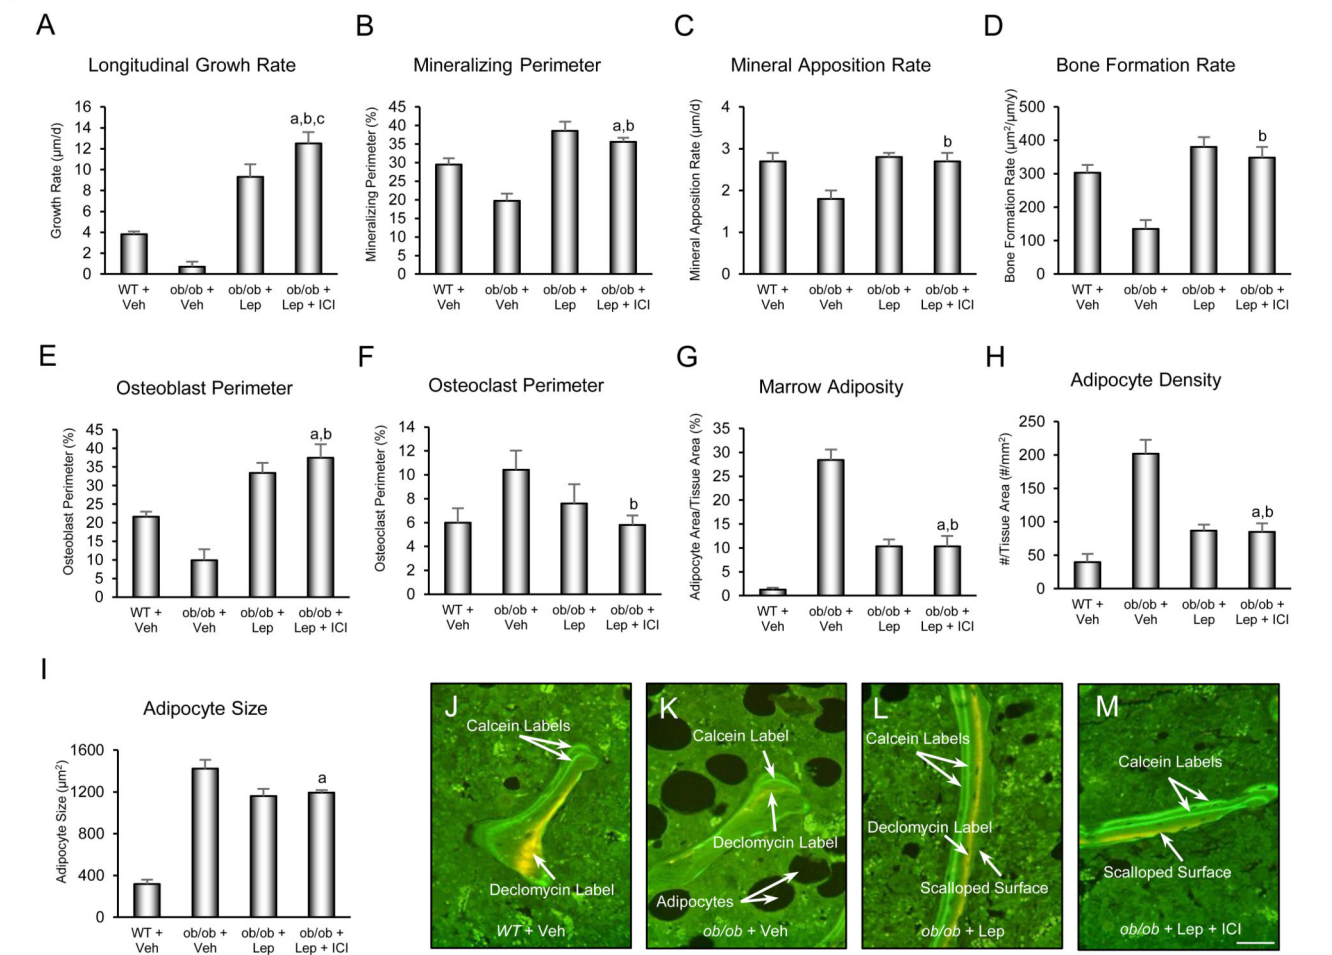 A
Longitudinal Growth Rate
Growth Rate (μm/d)
16
14
12
10
8
6
4
2
0
a,b,c
WT + Veh
ob/ob + Veh
ob/ob + Lep
ob/ob + Lep + ICI
B
Mineralizing Perimeter
Mineralizing Perimeter (%)
45
40
35
30
25
20
15
10
5
0
a,b
WT + Veh
ob/ob + Veh
ob/ob + Lep
ob/ob + Lep + ICI
C
Mineral Apposition Rate
Mineral Apposition Rate (μm/d)
4
3
2
1
0
b
WT + Veh
ob/ob + Veh
ob/ob + Lep
ob/ob + Lep + ICI
D
Bone Formation Rate
Bone Formation Rate (μm²/μm/y)
500
400
300
200
100
0
b
WT + Veh
ob/ob + Veh
ob/ob + Lep
ob/ob + Lep + ICI
E
Osteoblast Perimeter
Osteoblast Perimeter (%)
45
40
35
30
25
20
15
10
5
0
a,b
WT + Veh
ob/ob + Veh
ob/ob + Lep
ob/ob + Lep + ICI
F
Osteoclast Perimeter
Osteoclast Perimeter (%)
14
12
10
8
6
4
2
0
b
WT + Veh
ob/ob + Veh
ob/ob + Lep
ob/ob + Lep + ICI
G
Marrow Adiposity
Adipocyte Area/Tissue Area (%)
35
30
25
20
15
10
5
0
a,b
WT + Veh
ob/ob + Veh
ob/ob + Lep
ob/ob + Lep + ICI
H
Adipocyte Density
#/Tissue Area (#/mm²)
250
200
150
100
50
0
a,b
WT + Veh
ob/ob + Veh
ob/ob + Lep
ob/ob + Lep + ICI
I
Adipocyte Size
Adipocyte Size (μm²)
1600
1200
800
400
0
a
WT + Veh
ob/ob + Veh
ob/ob + Lep
ob/ob + Lep + ICI
J
Calcein Labels
Declomycin Label
WT + Veh
K
Calcein Label
Declomycin Label
Adipocytes
ob/ob + Veh
L
Calcein Labels
Declomycin Label
Scalloped Surface
ob/ob + Lep
M
Calcein Labels
Scalloped Surface
ob/ob + Lep + ICI